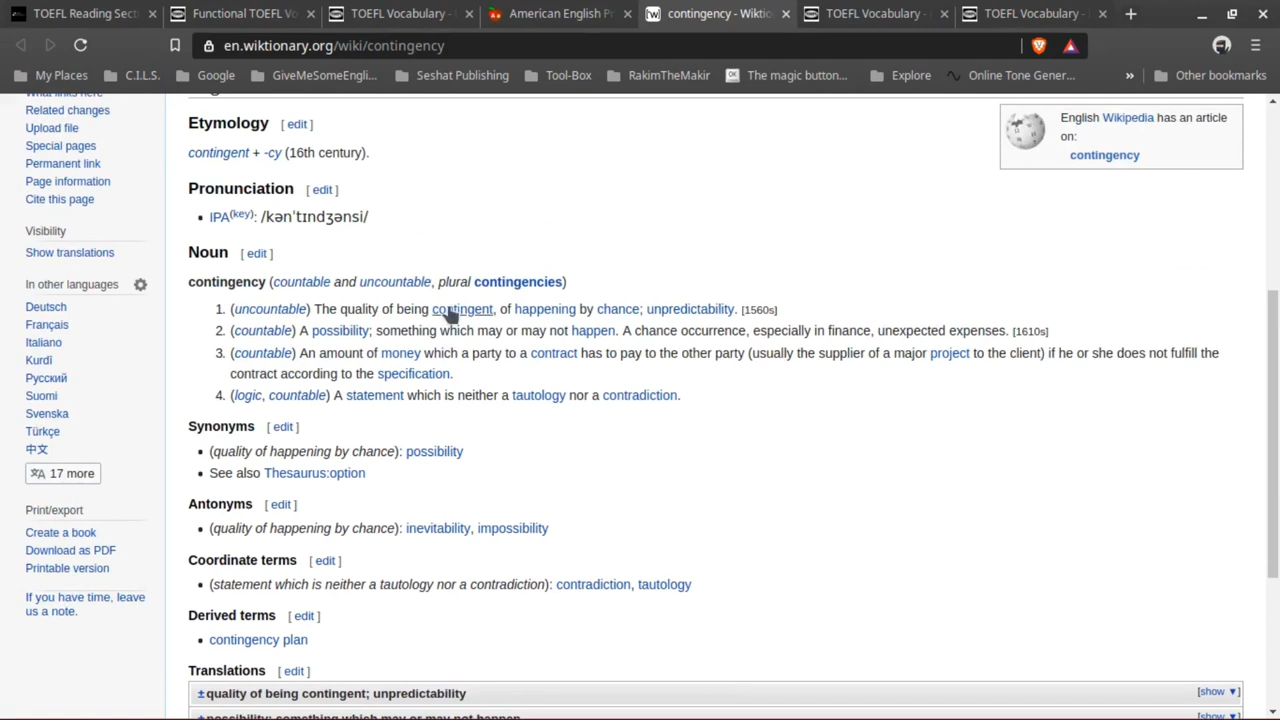 TOEFL Reading Sect
Functional TOEFL Vo
TOEFL Vocabulary -
American English P
contingency - Wiktio
TOEFL Vocabulary -
TOEFL Vocabulary -
en.wiktionary.org/wiki/contingency
My Places
C.I.L.S.
Google
GiveMeSomeEngli...
Seshat Publishing
Tool-Box
RakimTheMakir
The magic button...
Explore
Online Tone Gener...
»
Other bookmarks
Related changes
Upload file
Special pages
Permanent link
Page information
Cite this page
Visibility
Show translations
In other languages
Deutsch
Français
Italiano
Kurdî
Русский
Suomi
Svenska
Türkçe
中文
17 more
Print/export
Create a book
Download as PDF
Printable version
If you have time, leave
us a note.
Etymology [ edit ]
contingent + -cy (16th century).
English Wikipedia has an article
on:
contingency
Pronunciation [ edit ]
• IPA(key): /kənˈtɪndʒənsi/
Noun [ edit ]
contingency (countable and uncountable, plural contingencies)
1. (uncountable) The quality of being contingent, of happening by chance; unpredictability. [1560s]
2. (countable) A possibility; something which may or may not happen. A chance occurrence, especially in finance, unexpected expenses. [1610s]
3. (countable) An amount of money which a party to a contract has to pay to the other party (usually the supplier of a major project to the client) if he or she does not fulfill the
contract according to the specification.
4. (logic, countable) A statement which is neither a tautology nor a contradiction.
Synonyms [ edit ]
• (quality of happening by chance): possibility
• See also Thesaurus:option
Antonyms [ edit ]
• (quality of happening by chance): inevitability, impossibility
Coordinate terms [ edit ]
• (statement which is neither a tautology nor a contradiction): contradiction, tautology
Derived terms [ edit ]
• contingency plan
Translations [ edit ]
±quality of being contingent; unpredictability [show ▼]
±possibility; something which may or may not happen [show ▼]